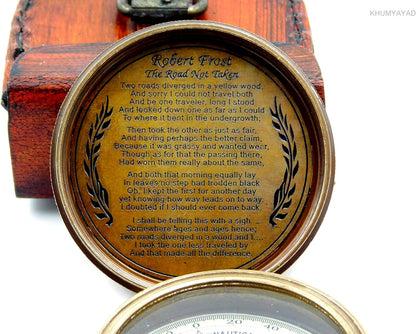 KHUMYAYAD
Robert Frost
The Road Not Taken
Two roads diverged in a yellow wood,
And sorry I could not travel both
And be one traveler, long I stood
And looked down one as far as I could
To where it bent in the undergrowth;
Then took the other as just as fair,
And having perhaps the better claim,
Because it was grassy and wanted wear,
Though as for that the passing there,
Had worn them really about the same,
And both that morning equally lay
In leaves no step had trodden black
Oh, I kept the first for another day
yet knowing how way leads on to way.
I doubted if I should ever come back.
I shall be telling this with a sigh
Somewhere ages and ages hence;
Two roads diverged in a wood and I....
I took the one less traveled by
And that made all the difference.
0 20 40